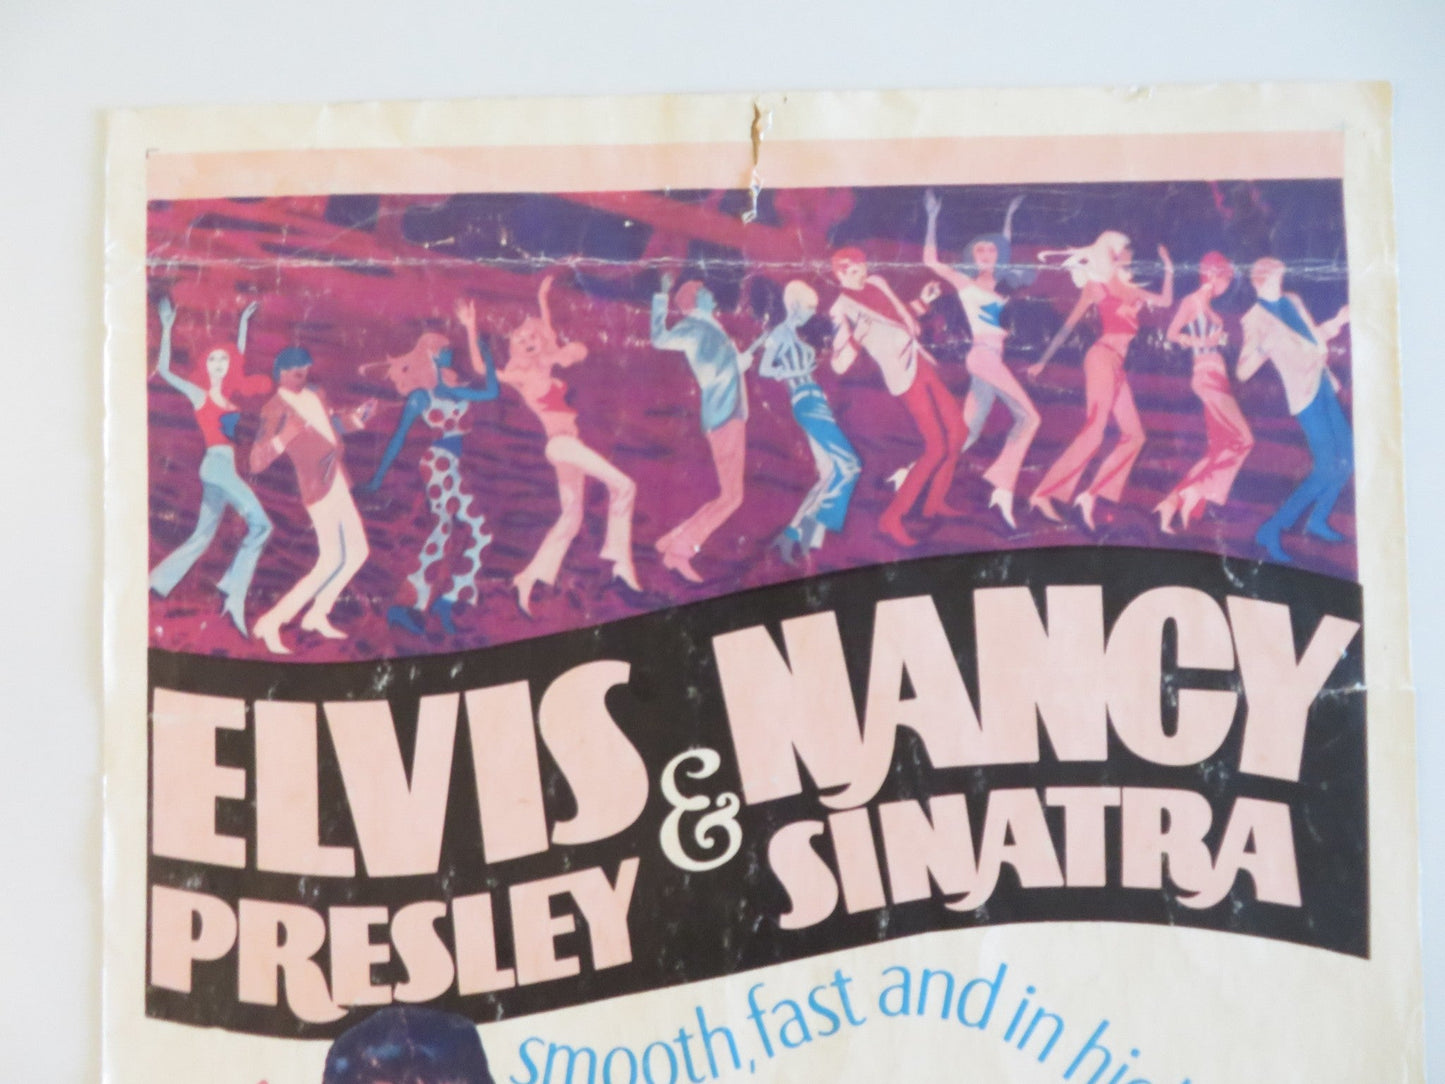 ELVIS & NANCY
PRESLEY SINATRA
smooth, fast and in